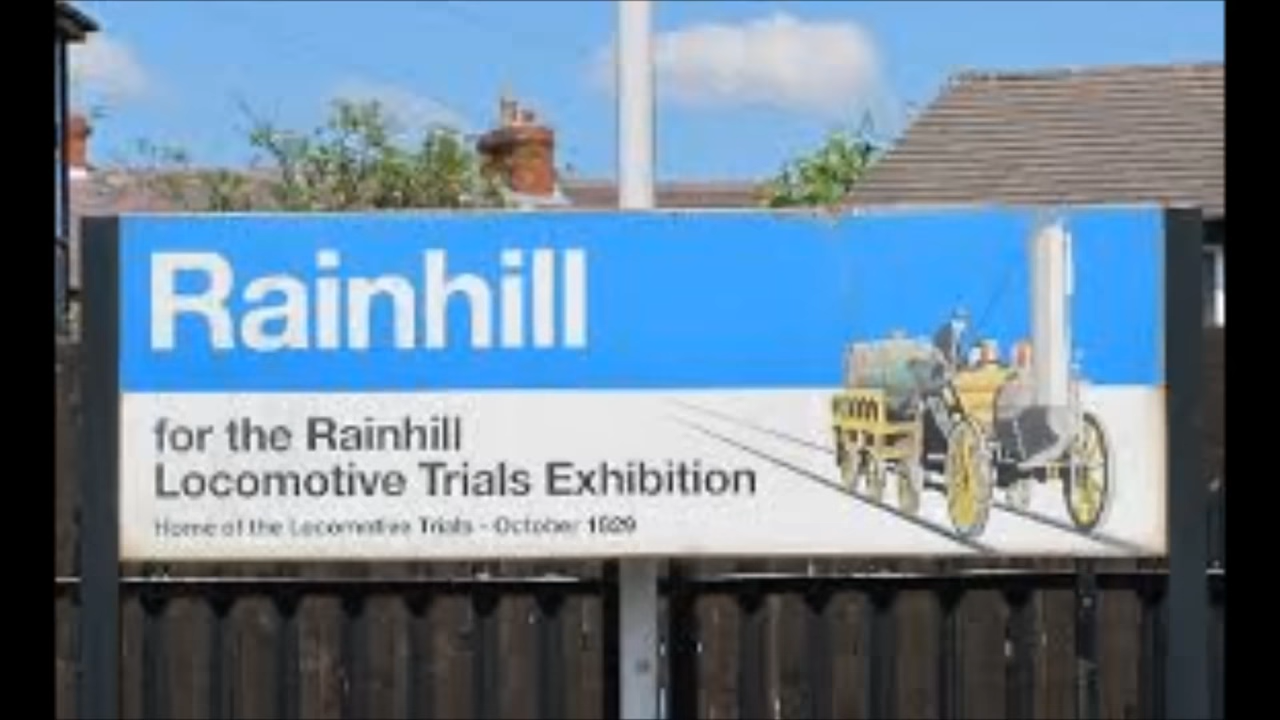 Rainhill
for the Rainhill
Locomotive Trials Exhibition
Home of the Locomotive Trials - October 1829